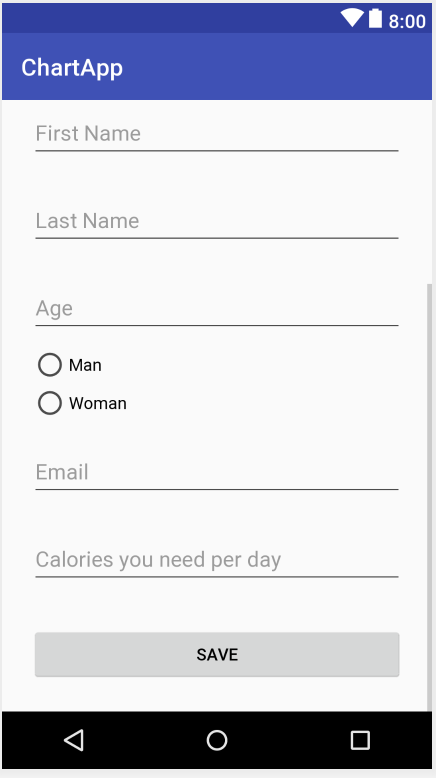 8:00
ChartApp
First Name
Last Name
Age
Man
Woman
Email
Calories you need per day
SAVE